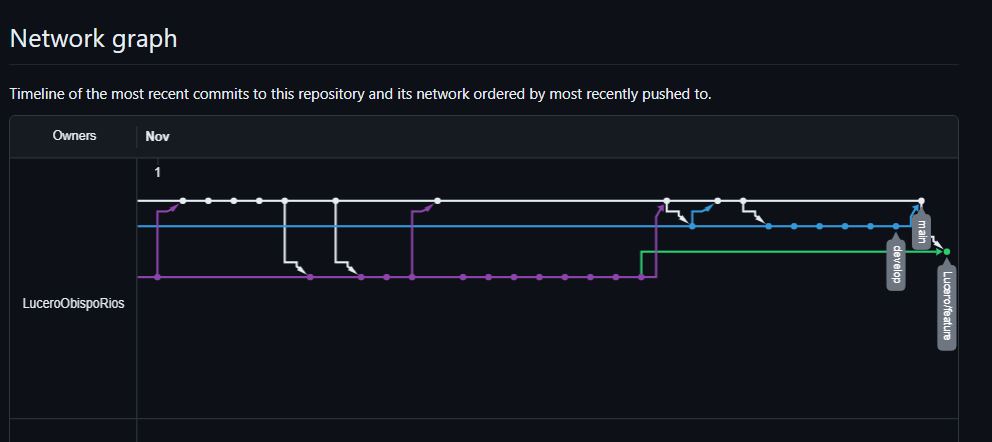 Network graph
Timeline of the most recent commits to this repository and its network ordered by most recently pushed to.
Owners
Nov
1
LuceroObispoRios
main
develop
Lucero/feature